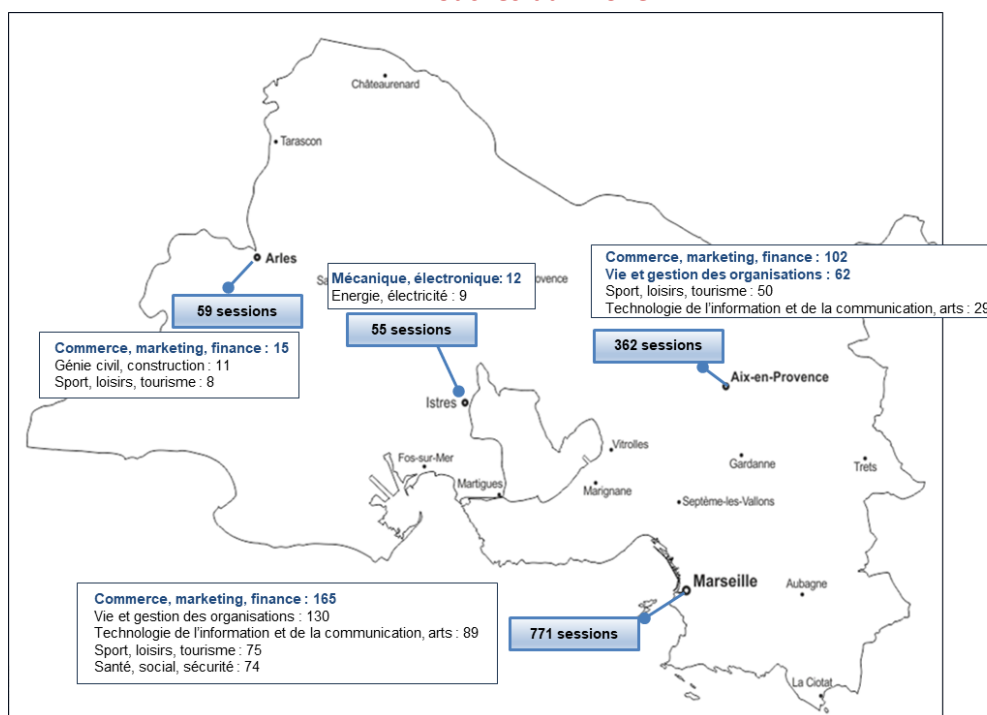 Châteaurenard
Tarascon
Arles
59 sessions
Commerce, marketing, finance : 15
Génie civil, construction : 11
Sport, loisirs, tourisme : 8
Mécanique, électronique: 12
Energie, électricité : 9
55 sessions
Istres
Commerce, marketing, finance : 102
Vie et gestion des organisations : 62
Sport, loisirs, tourisme : 50
Technologie de l'information et de la communication, arts : 29
362 sessions
Aix-en-Provence
Fos-sur-Mer
Martigues
Vitrolles
Marignane
Gardanne
Trets
Septème-les-Vallons
Marseille
Aubagne
771 sessions
Commerce, marketing, finance : 165
Vie et gestion des organisations : 130
Technologie de l'information et de la communication, arts : 89
Sport, loisirs, tourisme : 75
Santé, social, sécurité : 74
La Ciotat